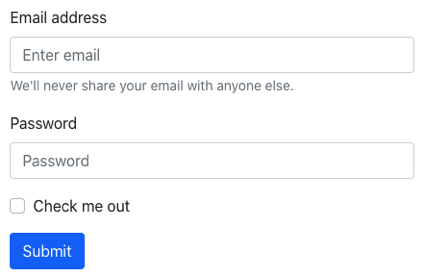 Email address
Enter email
We'll never share your email with anyone else.
Password
Password
Check me out
Submit